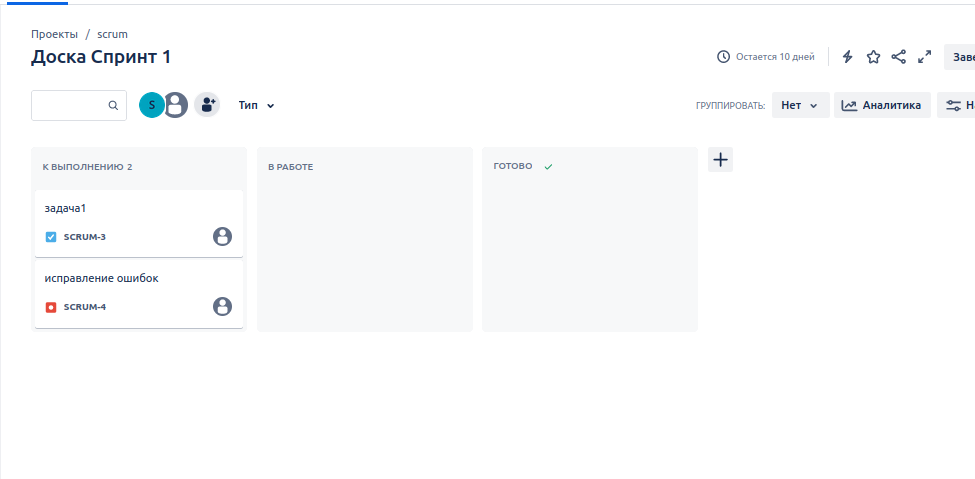 Проекты / scrum
Доска Спринт 1
Остается 10 дней
Заве
S
Тип
ГРУППИРОВАТЬ:
Нет
Аналитика
На
К ВЫПОЛНЕНИЮ 2
В РАБОТЕ
ГОТОВО
задача1
SCRUM-3
исправление ошибок
SCRUM-4